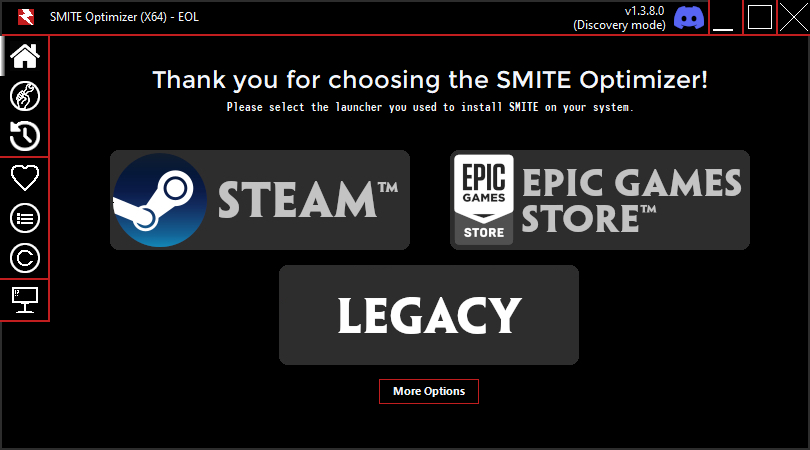 SMITE Optimizer (X64) - EOL
v1.3.8.0
(Discovery mode)
Thank you for choosing the SMITE Optimizer!
Please select the launcher you used to install SMITE on your system.
STEAM™
EPIC
GAMES
STORE
EPIC GAMES
STORE™
LEGACY
More Options